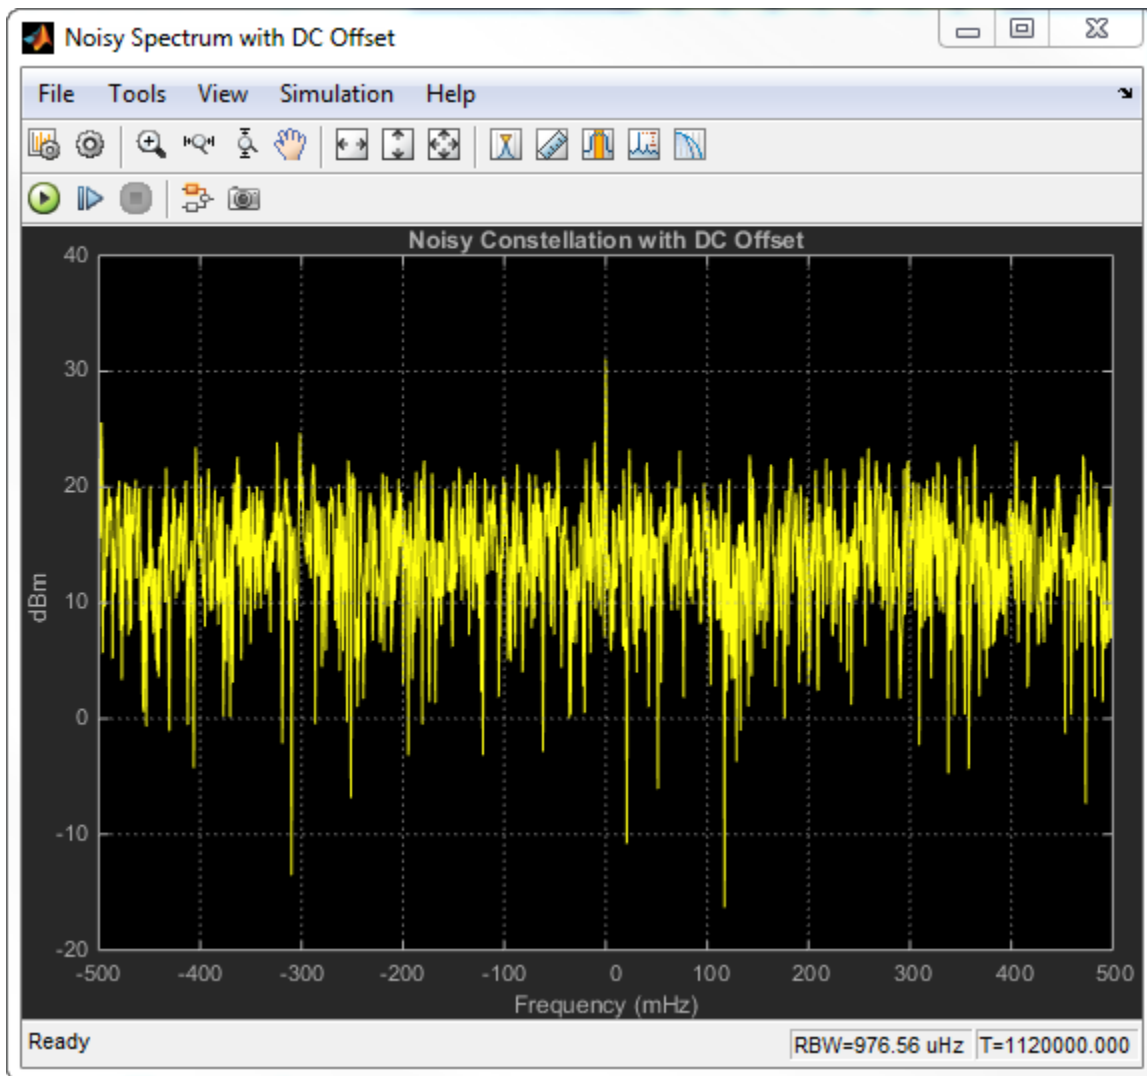 Noisy Spectrum with DC Offset
File Tools View Simulation Help
Noisy Constellation with DC Offset
40
30
20
10
0
-10
-20
dBm
-500 -400 -300 -200 -100 0 100 200 300 400 500
Frequency (mHz)
Ready RBW=976.56 uHz T=1120000.000